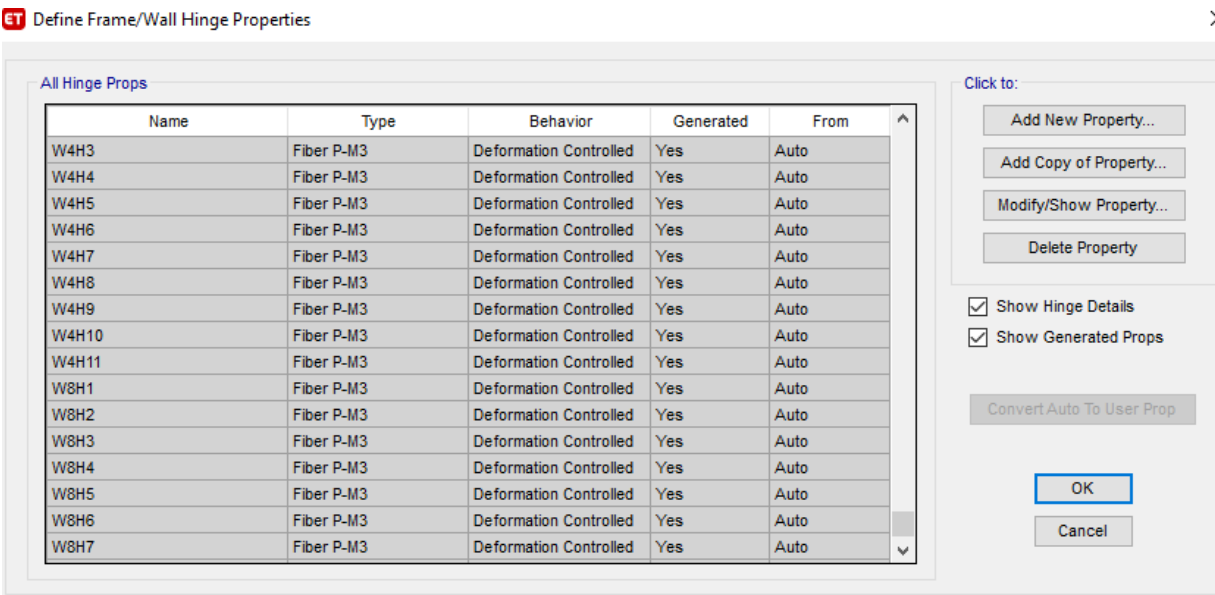 ET Define Frame/Wall Hinge Properties
All Hinge Props
Name Type Behavior Generated From
W4H3 Fiber P-M3 Deformation Controlled Yes Auto
W4H4 Fiber P-M3 Deformation Controlled Yes Auto
W4H5 Fiber P-M3 Deformation Controlled Yes Auto
W4H6 Fiber P-M3 Deformation Controlled Yes Auto
W4H7 Fiber P-M3 Deformation Controlled Yes Auto
W4H8 Fiber P-M3 Deformation Controlled Yes Auto
W4H9 Fiber P-M3 Deformation Controlled Yes Auto
W4H10 Fiber P-M3 Deformation Controlled Yes Auto
W4H11 Fiber P-M3 Deformation Controlled Yes Auto
W8H1 Fiber P-M3 Deformation Controlled Yes Auto
W8H2 Fiber P-M3 Deformation Controlled Yes Auto
W8H3 Fiber P-M3 Deformation Controlled Yes Auto
W8H4 Fiber P-M3 Deformation Controlled Yes Auto
W8H5 Fiber P-M3 Deformation Controlled Yes Auto
W8H6 Fiber P-M3 Deformation Controlled Yes Auto
W8H7 Fiber P-M3 Deformation Controlled Yes Auto
Click to:
Add New Property...
Add Copy of Property...
Modify/Show Property...
Delete Property
Show Hinge Details
Show Generated Props
Convert Auto To User Prop
OK
Cancel